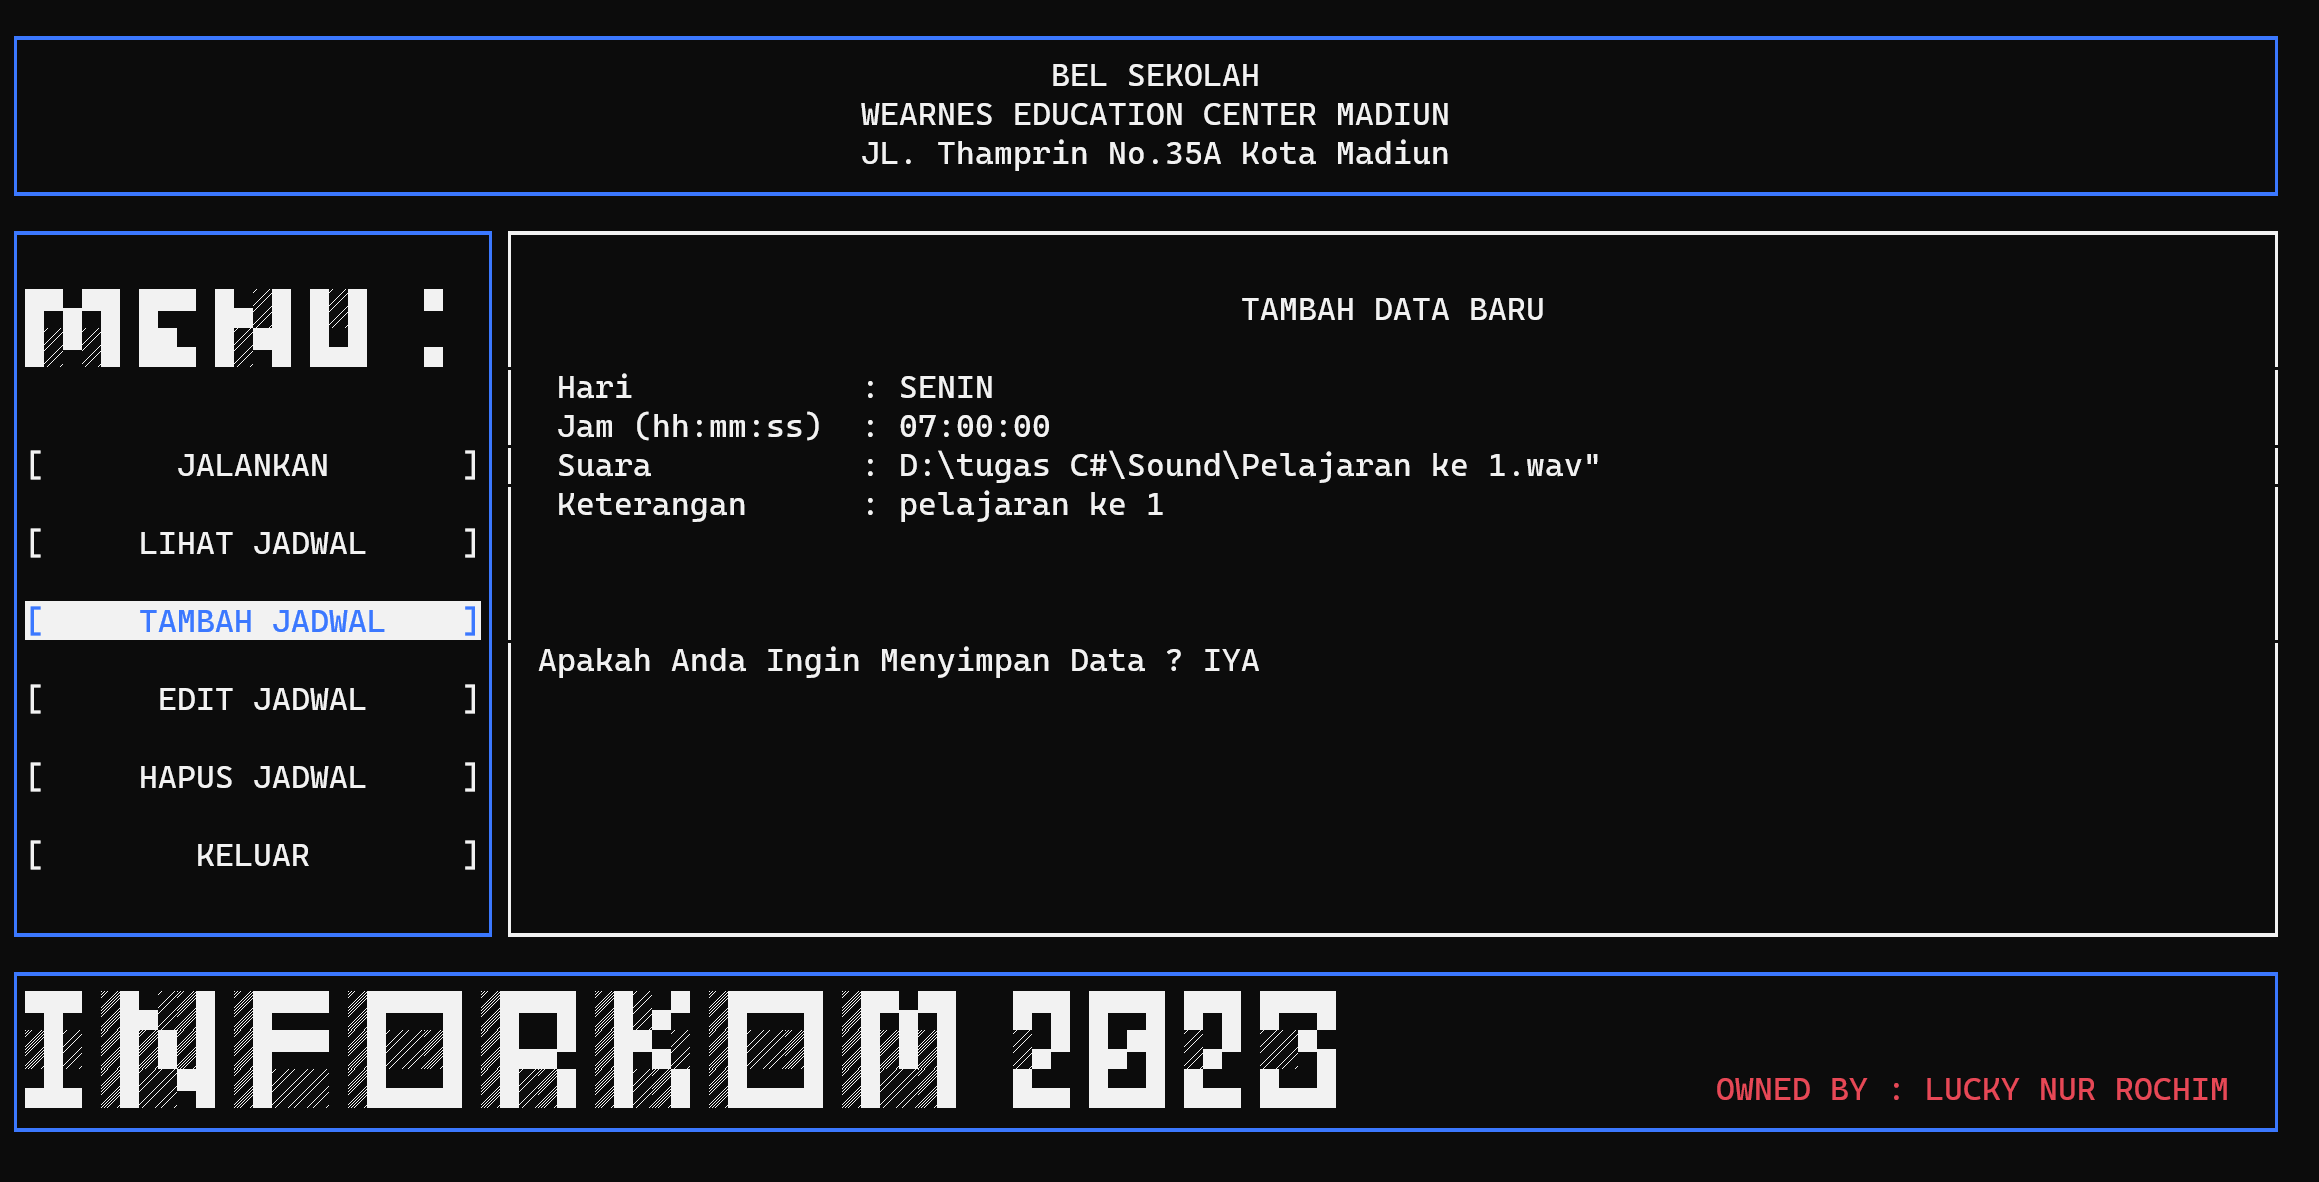 BEL SEKOLAH
WEARNES EDUCATION CENTER MADIUN
JL. Thamprin No.35A Kota Madiun
MENU :
[ JALANKAN ]
[ LIHAT JADWAL ]
[ TAMBAH JADWAL ]
[ EDIT JADWAL ]
[ HAPUS JADWAL ]
[ KELUAR ]
TAMBAH DATA BARU
Hari : SENIN
Jam (hh:mm:ss) : 07:00:00
Suara : D:\tugas C#\Sound\Pelajaran ke 1.wav"
Keterangan : pelajaran ke 1
Apakah Anda Ingin Menyimpan Data ? IYA
INFORKOM 2023
OWNED BY : LUCKY NUR ROCHIM